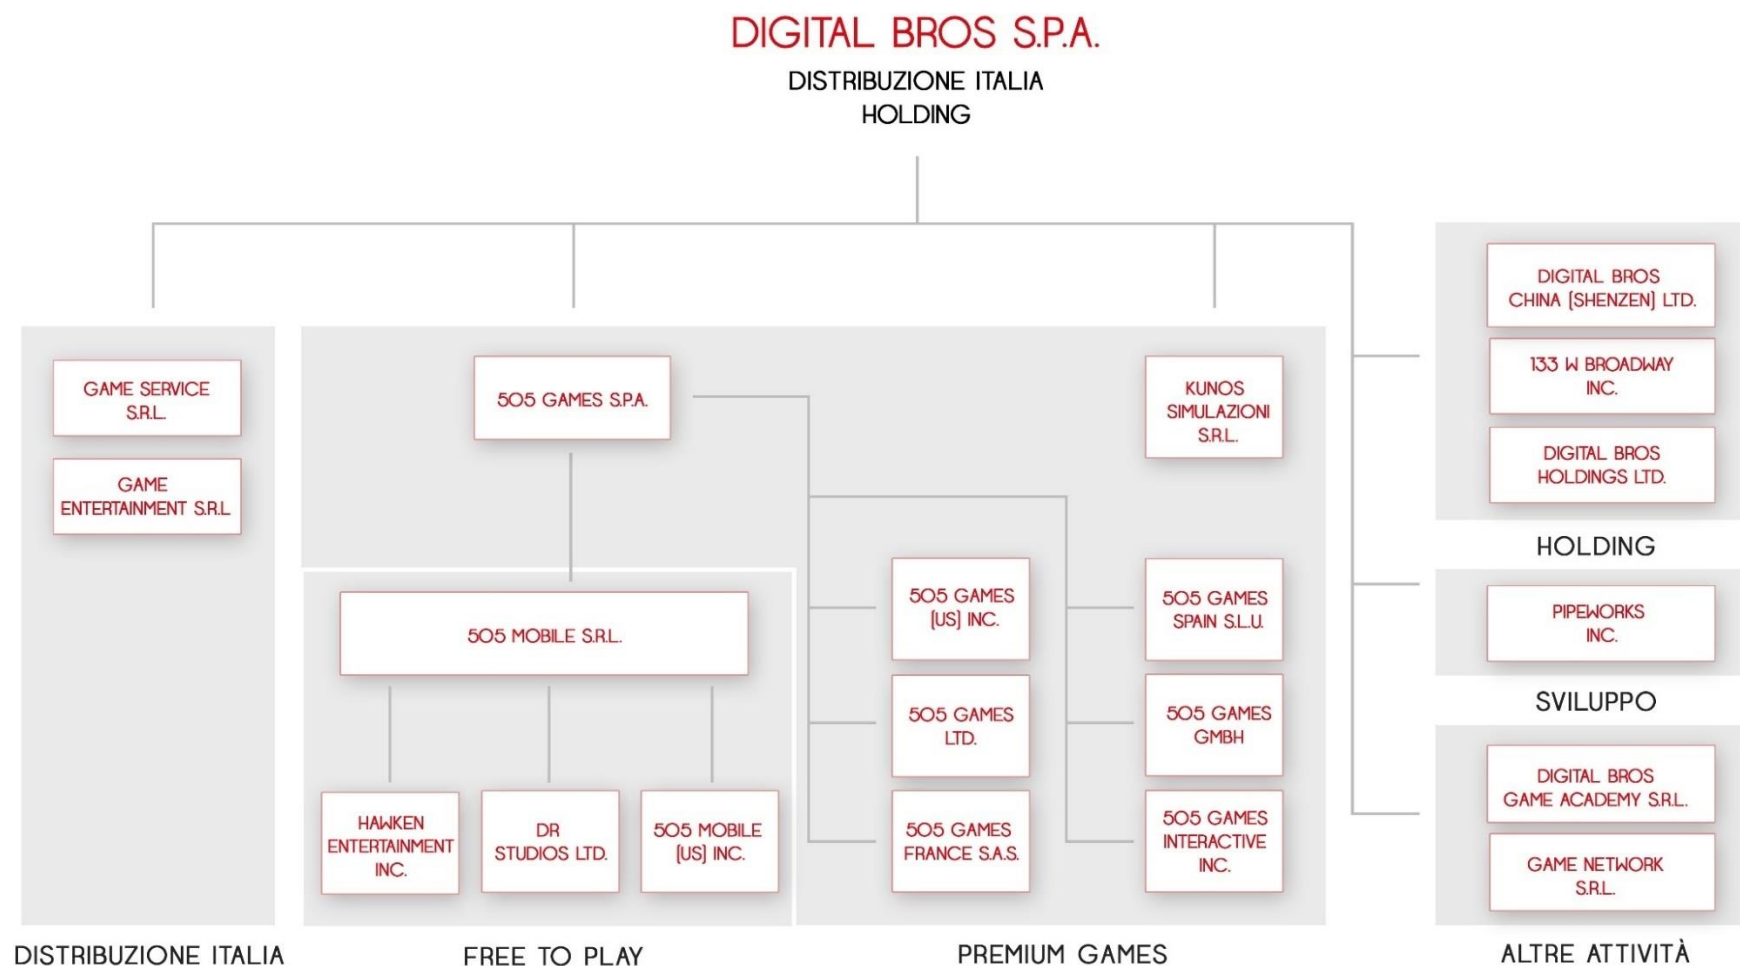 DIGITAL BROS S.P.A.
DISTRIBUZIONE ITALIA
HOLDING
GAME SERVICE
S.R.L.
GAME
ENTERTAINMENT S.R.L
DISTRIBUZIONE ITALIA
505 GAMES S.P.A.
505 MOBILE S.R.L.
HAWKEN
ENTERTAINMENT
INC.
DR
STUDIOS LTD.
505 MOBILE
(US) INC.
FREE TO PLAY
KUNOS
SIMULAZIONI
S.R.L.
505 GAMES
(US) INC.
505 GAMES
LTD.
505 GAMES
FRANCE S.A.S.
505 GAMES
SPAIN S.L.U.
505 GAMES
GMBH
505 GAMES
INTERACTIVE
INC.
PREMIUM GAMES
DIGITAL BROS
CHINA (SHENZEN) LTD.
133 W BROADWAY
INC.
DIGITAL BROS
HOLDINGS LTD.
HOLDING
PIPEWORKS
INC.
SVILUPPO
DIGITAL BROS
GAME ACADEMY S.R.L.
GAME NETWORK
S.R.L.
ALTRE ATTIVITÀ